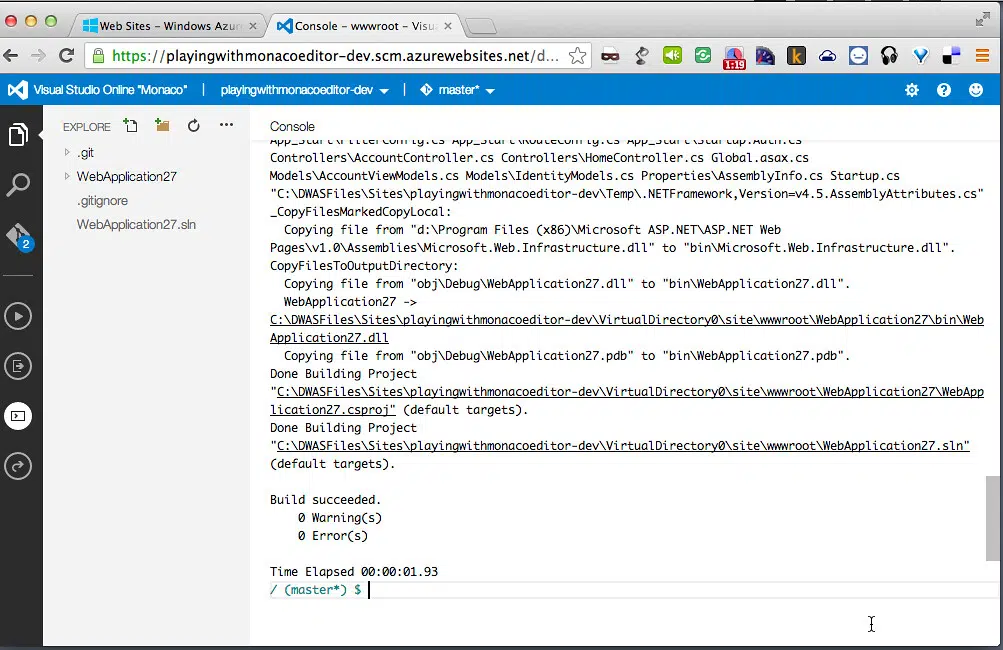 Web Sites – Windows Azur
Console – wwwroot – Visu
https://playingwithmonacoeditor-dev.scm.azurewebsites.net/d...
1:19
k
Visual Studio Online "Monaco" | playingwithmonacoeditor-dev | master*
EXPLORE
.git
WebApplication27
.gitignore
WebApplication27.sln
2
Console
App_Start\FilterConfig.cs App_Start\RouteConfig.cs App_Start\Startup.Auth.cs
Controllers\AccountController.cs Controllers\HomeController.cs Global.asax.cs
Models\AccountViewModels.cs Models\IdentityModels.cs Properties\AssemblyInfo.cs Startup.cs
"C:\DWASFiles\Sites\playingwithmonacoeditor-dev\Temp\.NETFramework,Version=v4.5.AssemblyAttributes.cs"
_CopyFilesMarkedCopyLocal:
Copying file from "d:\Program Files (x86)\Microsoft ASP.NET\ASP.NET Web
Pages\v1.0\Assemblies\Microsoft.Web.Infrastructure.dll" to "bin\Microsoft.Web.Infrastructure.dll".
CopyFilesToOutputDirectory:
Copying file from "obj\Debug\WebApplication27.dll" to "bin\WebApplication27.dll".
WebApplication27 ->
C:\DWASFiles\Sites\playingwithmonacoeditor-dev\VirtualDirectory0\site\wwwroot\WebApplication27\bin\Web
Application27.dll
Copying file from "obj\Debug\WebApplication27.pdb" to "bin\WebApplication27.pdb".
Done Building Project
"C:\DWASFiles\Sites\playingwithmonacoeditor-dev\VirtualDirectory0\site\wwwroot\WebApplication27\WebApp
lication27.csproj" (default targets).
Done Building Project
"C:\DWASFiles\Sites\playingwithmonacoeditor-dev\VirtualDirectory0\site\wwwroot\WebApplication27.sln"
(default targets).
Build succeeded.
0 Warning(s)
0 Error(s)
Time Elapsed 00:00:01.93
/ (master*) $